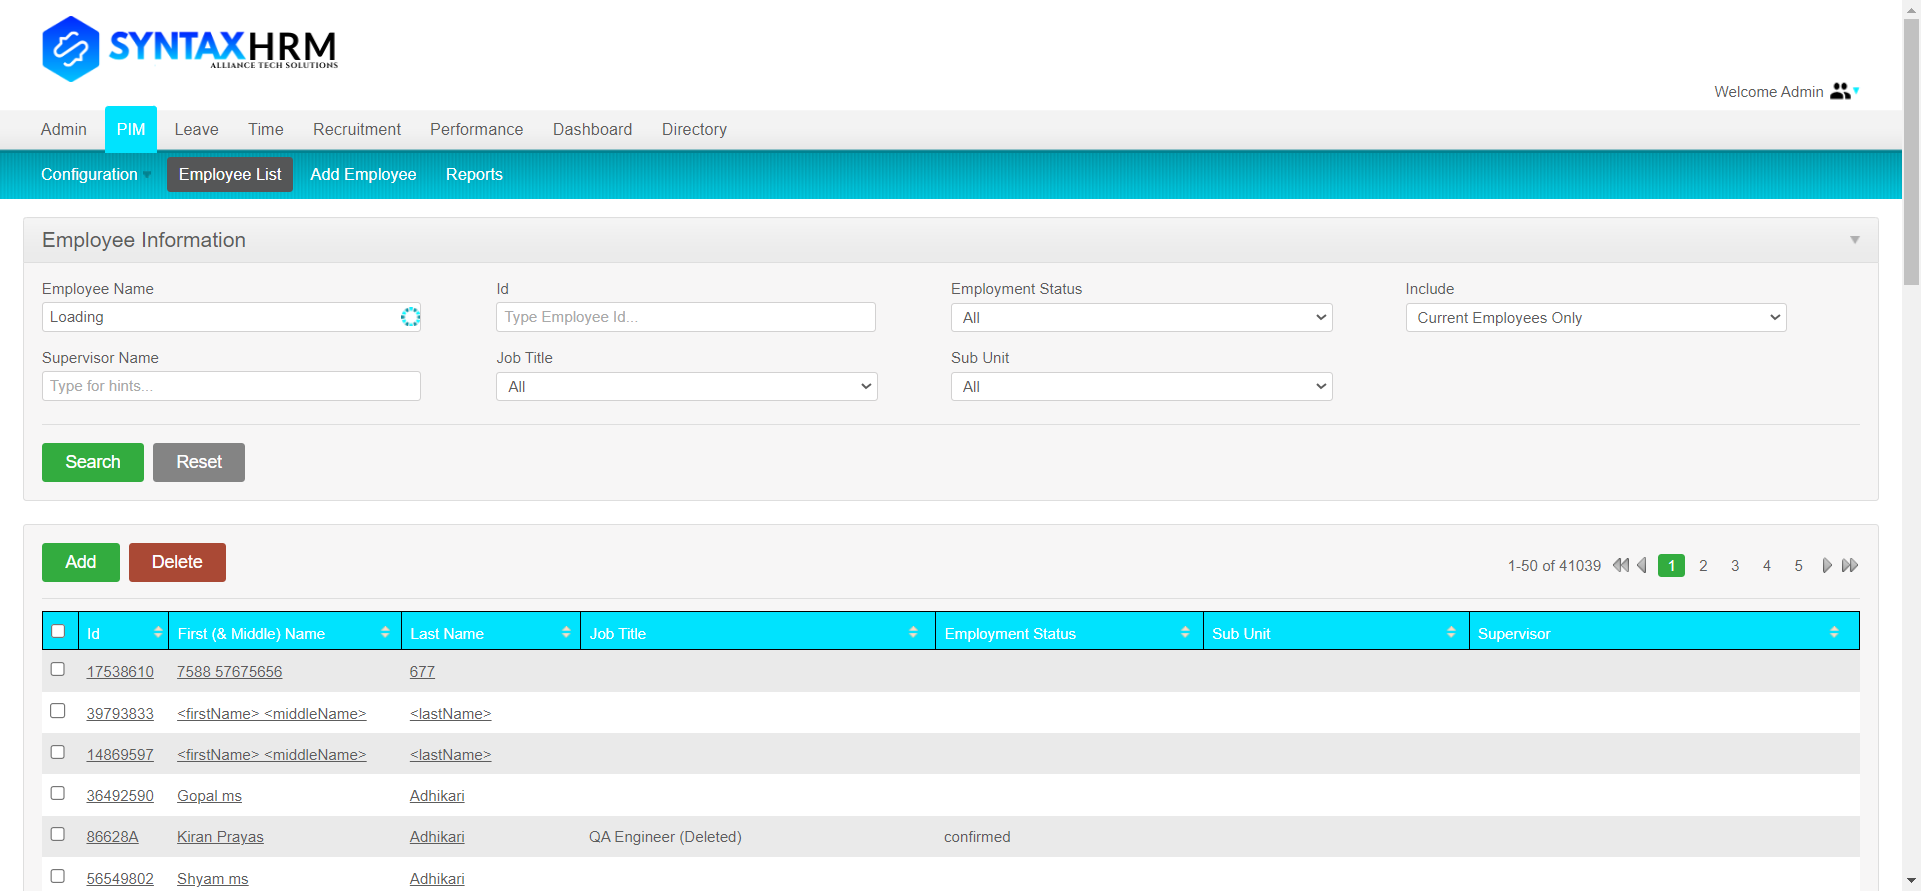 SYNTAXHRM
ALLIANCE TECH SOLUTIONS
Welcome Admin
Admin PIM Leave Time Recruitment Performance Dashboard Directory
Configuration Employee List Add Employee Reports
Employee Information
Employee Name Id Employment Status Include
Loading Type Employee Id... All Current Employees Only
Supervisor Name Job Title Sub Unit
Type for hints... All All
Search Reset
Add Delete 1-50 of 41039 1 2 3 4 5
Id First (& Middle) Name Last Name Job Title Employment Status Sub Unit Supervisor
17538610 7588 57675656 677
39793833 <firstName> <middleName> <lastName>
14869597 <firstName> <middleName> <lastName>
36492590 Gopal ms Adhikari
86628A Kiran Prayas Adhikari QA Engineer (Deleted) confirmed
56549802 Shyam ms Adhikari